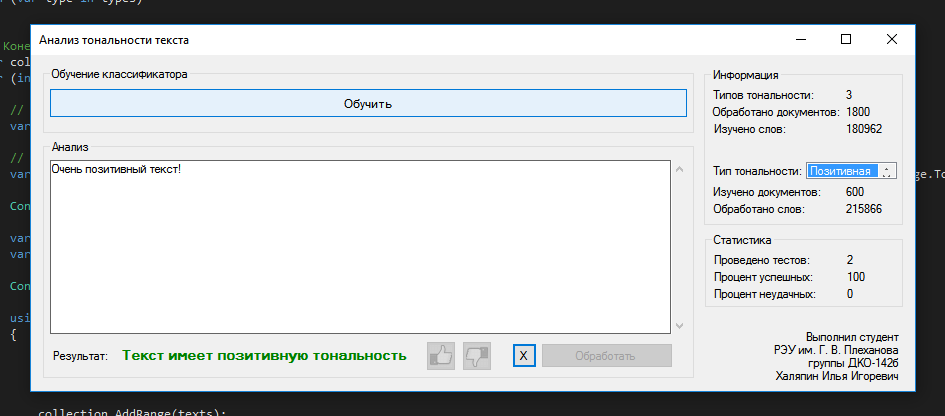 (var type in types)
Коне
r col
r (in
Анализ тональности текста
Обучение классификатора
Обучить
Анализ
Очень позитивный текст!
Результат: Текст имеет позитивную тональность
X
Обработать
Информация
Типов тональности: 3
Обработано документов: 1800
Изучено слов: 180962
Тип тональности: Позитивная
Изучено документов: 600
Обработано слов: 215866
Статистика
Проведено тестов: 2
Процент успешных: 100
Процент неудачных: 0
Выполнил студент
РЭУ им. Г. В. Плеханова
группы ДКО-142б
Халяпин Илья Игоревич
//
var
//
var
ge.To
Con
var
var
Con
usi
{
collection.AddRange(texts);